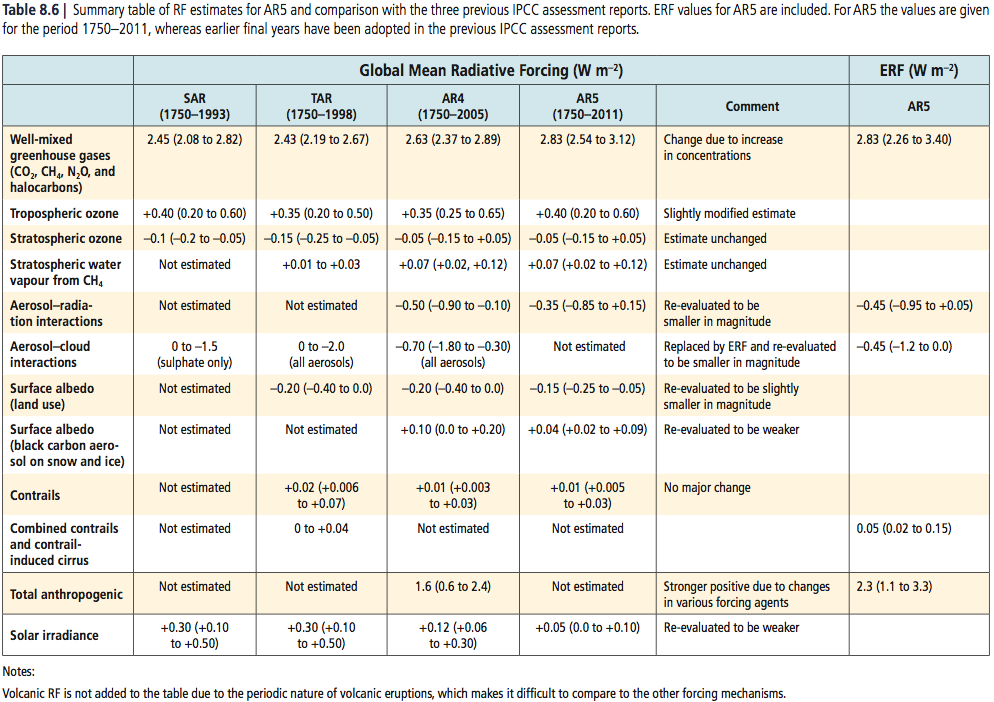 Table 8.6 | Summary table of RF estimates for AR5 and comparison with the three previous IPCC assessment reports. ERF values for AR5 are included. For AR5 the values are given
for the period 1750–2011, whereas earlier final years have been adopted in the previous IPCC assessment reports.
Global Mean Radiative Forcing (W m⁻²) ERF (W m⁻²)
SAR TAR AR4 AR5 Comment AR5
(1750–1993) (1750–1998) (1750–2005) (1750–2011)
Well-mixed 2.45 (2.08 to 2.82) 2.43 (2.19 to 2.67) 2.63 (2.37 to 2.89) 2.83 (2.54 to 3.12) Change due to increase 2.83 (2.26 to 3.40)
greenhouse gases in concentrations
(CO₂, CH₄, N₂O, and
halocarbons)
Tropospheric ozone +0.40 (0.20 to 0.60) +0.35 (0.20 to 0.50) +0.35 (0.25 to 0.65) +0.40 (0.20 to 0.60) Slightly modified estimate
Stratospheric ozone –0.1 (–0.2 to –0.05) –0.15 (–0.25 to –0.05) –0.05 (–0.15 to +0.05) –0.05 (–0.15 to +0.05) Estimate unchanged
Stratospheric water Not estimated +0.01 to +0.03 +0.07 (+0.02, +0.12) +0.07 (+0.02 to +0.12) Estimate unchanged
vapour from CH₄
Aerosol–radia- Not estimated Not estimated –0.50 (–0.90 to –0.10) –0.35 (–0.85 to +0.15) Re-evaluated to be –0.45 (–0.95 to +0.05)
tion interactions smaller in magnitude
Aerosol–cloud 0 to –1.5 0 to –2.0 –0.70 (–1.80 to –0.30) Not estimated Replaced by ERF and re-evaluated –0.45 (–1.2 to 0.0)
interactions (sulphate only) (all aerosols) (all aerosols) to be smaller in magnitude
Surface albedo Not estimated –0.20 (–0.40 to 0.0) –0.20 (–0.40 to 0.0) –0.15 (–0.25 to –0.05) Re-evaluated to be slightly
(land use) smaller in magnitude
Surface albedo Not estimated Not estimated +0.10 (0.0 to +0.20) +0.04 (+0.02 to +0.09) Re-evaluated to be weaker
(black carbon aero-
sol on snow and ice)
Contrails Not estimated +0.02 (+0.006 +0.01 (+0.003 +0.01 (+0.005 No major change
to +0.07) to +0.03) to +0.03)
Combined contrails Not estimated 0 to +0.04 Not estimated Not estimated 0.05 (0.02 to 0.15)
and contrail-
induced cirrus
Total anthropogenic Not estimated Not estimated 1.6 (0.6 to 2.4) Not estimated Stronger positive due to changes 2.3 (1.1 to 3.3)
in various forcing agents
Solar irradiance +0.30 (+0.10 +0.30 (+0.10 +0.12 (+0.06 +0.05 (0.0 to +0.10) Re-evaluated to be weaker
to +0.50) to +0.50) to +0.30)
Notes:
Volcanic RF is not added to the table due to the periodic nature of volcanic eruptions, which makes it difficult to compare to the other forcing mechanisms.